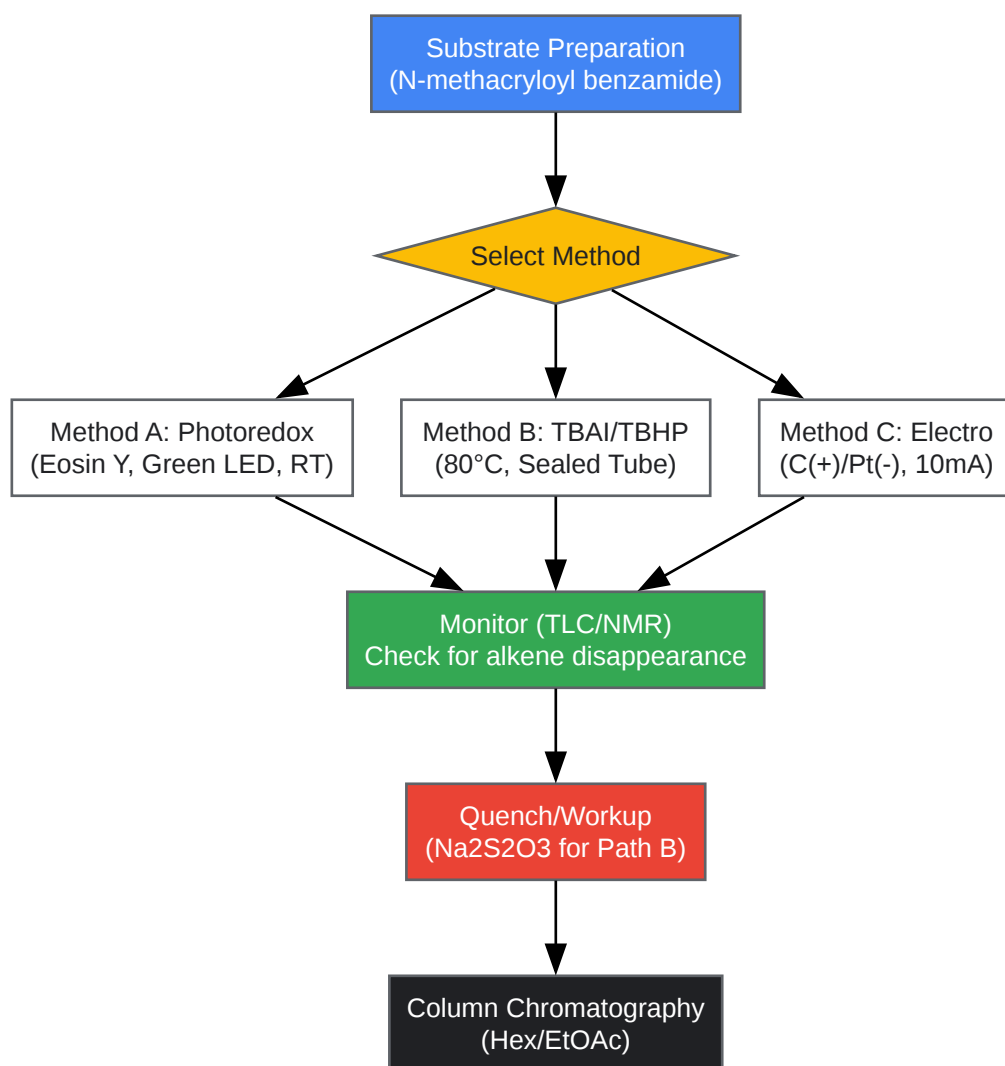 Substrate Preparation
(N-methacryloyl benzamide)
Select Method
Method A: Photoredox
(Eosin Y, Green LED, RT)
Method B: TBAI/TBHP
(80°C, Sealed Tube)
Method C: Electro
(C(+)/Pt(-), 10mA)
Monitor (TLC/NMR)
Check for alkene disappearance
Quench/Workup
(Na2S2O3 for Path B)
Column Chromatography
(Hex/EtOAc)